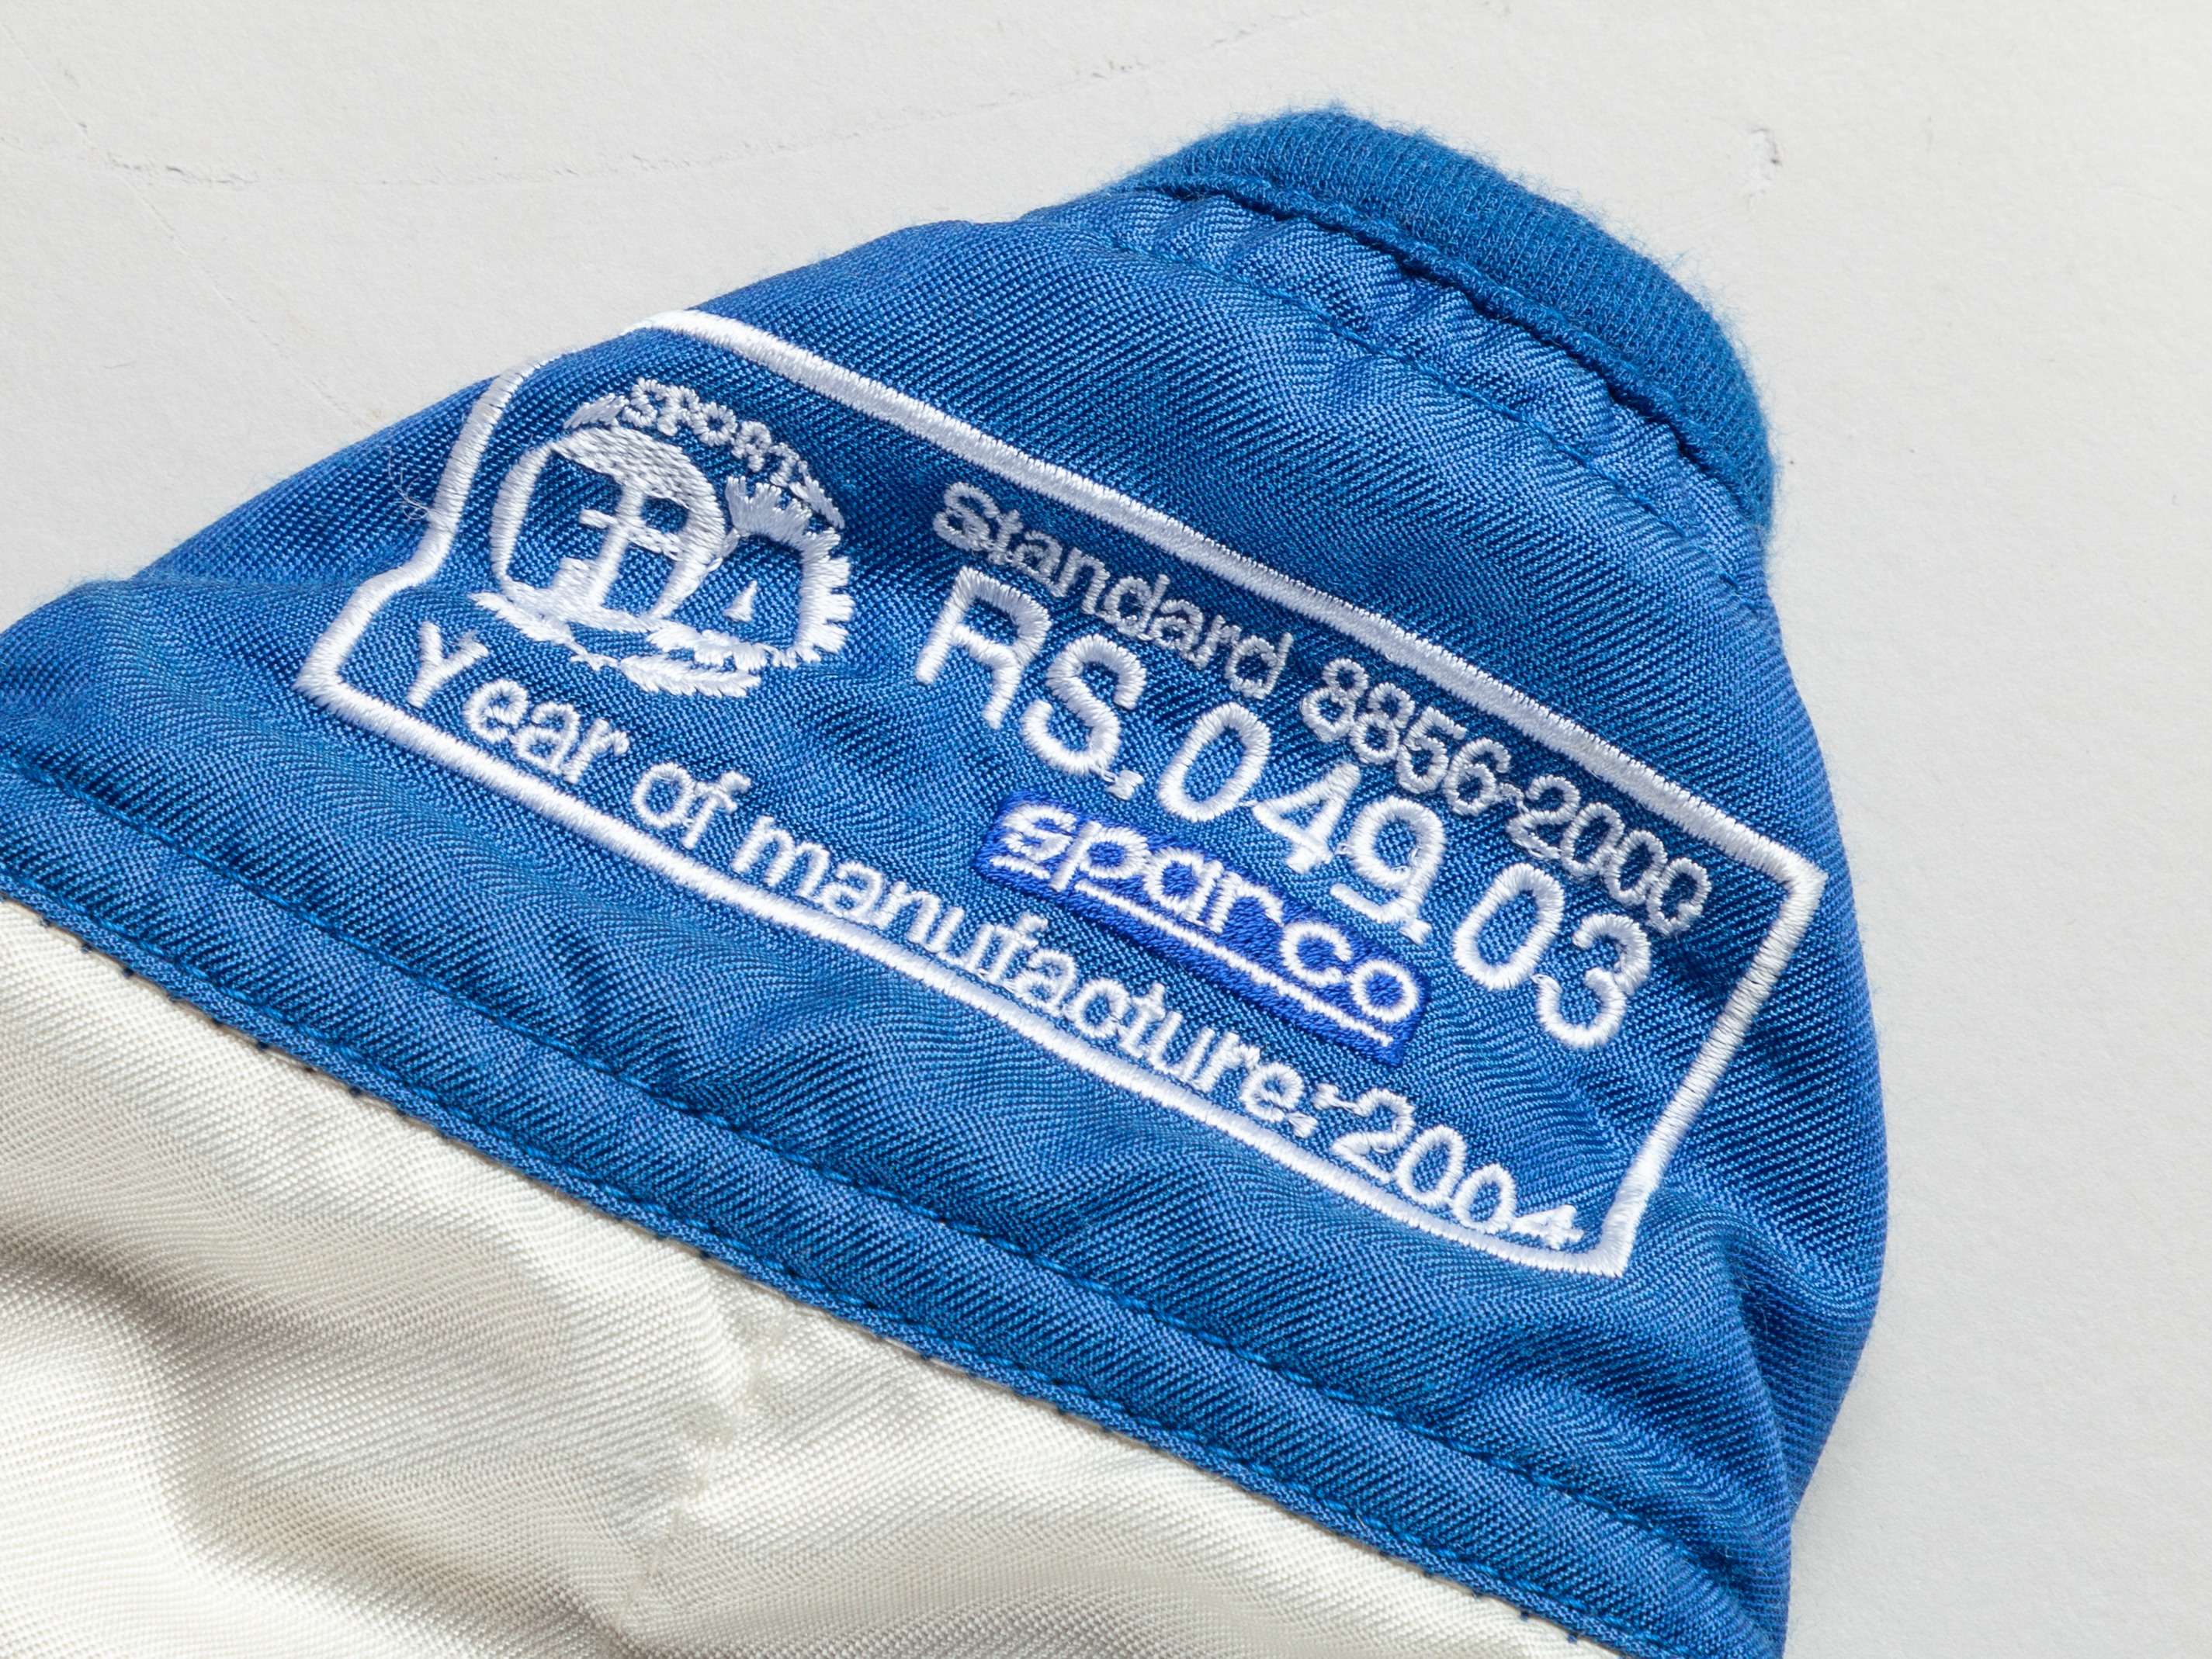 SPORT
FIA
Standard 8856-2000
RS.049.03
sparco
Year of manufacture: 2004